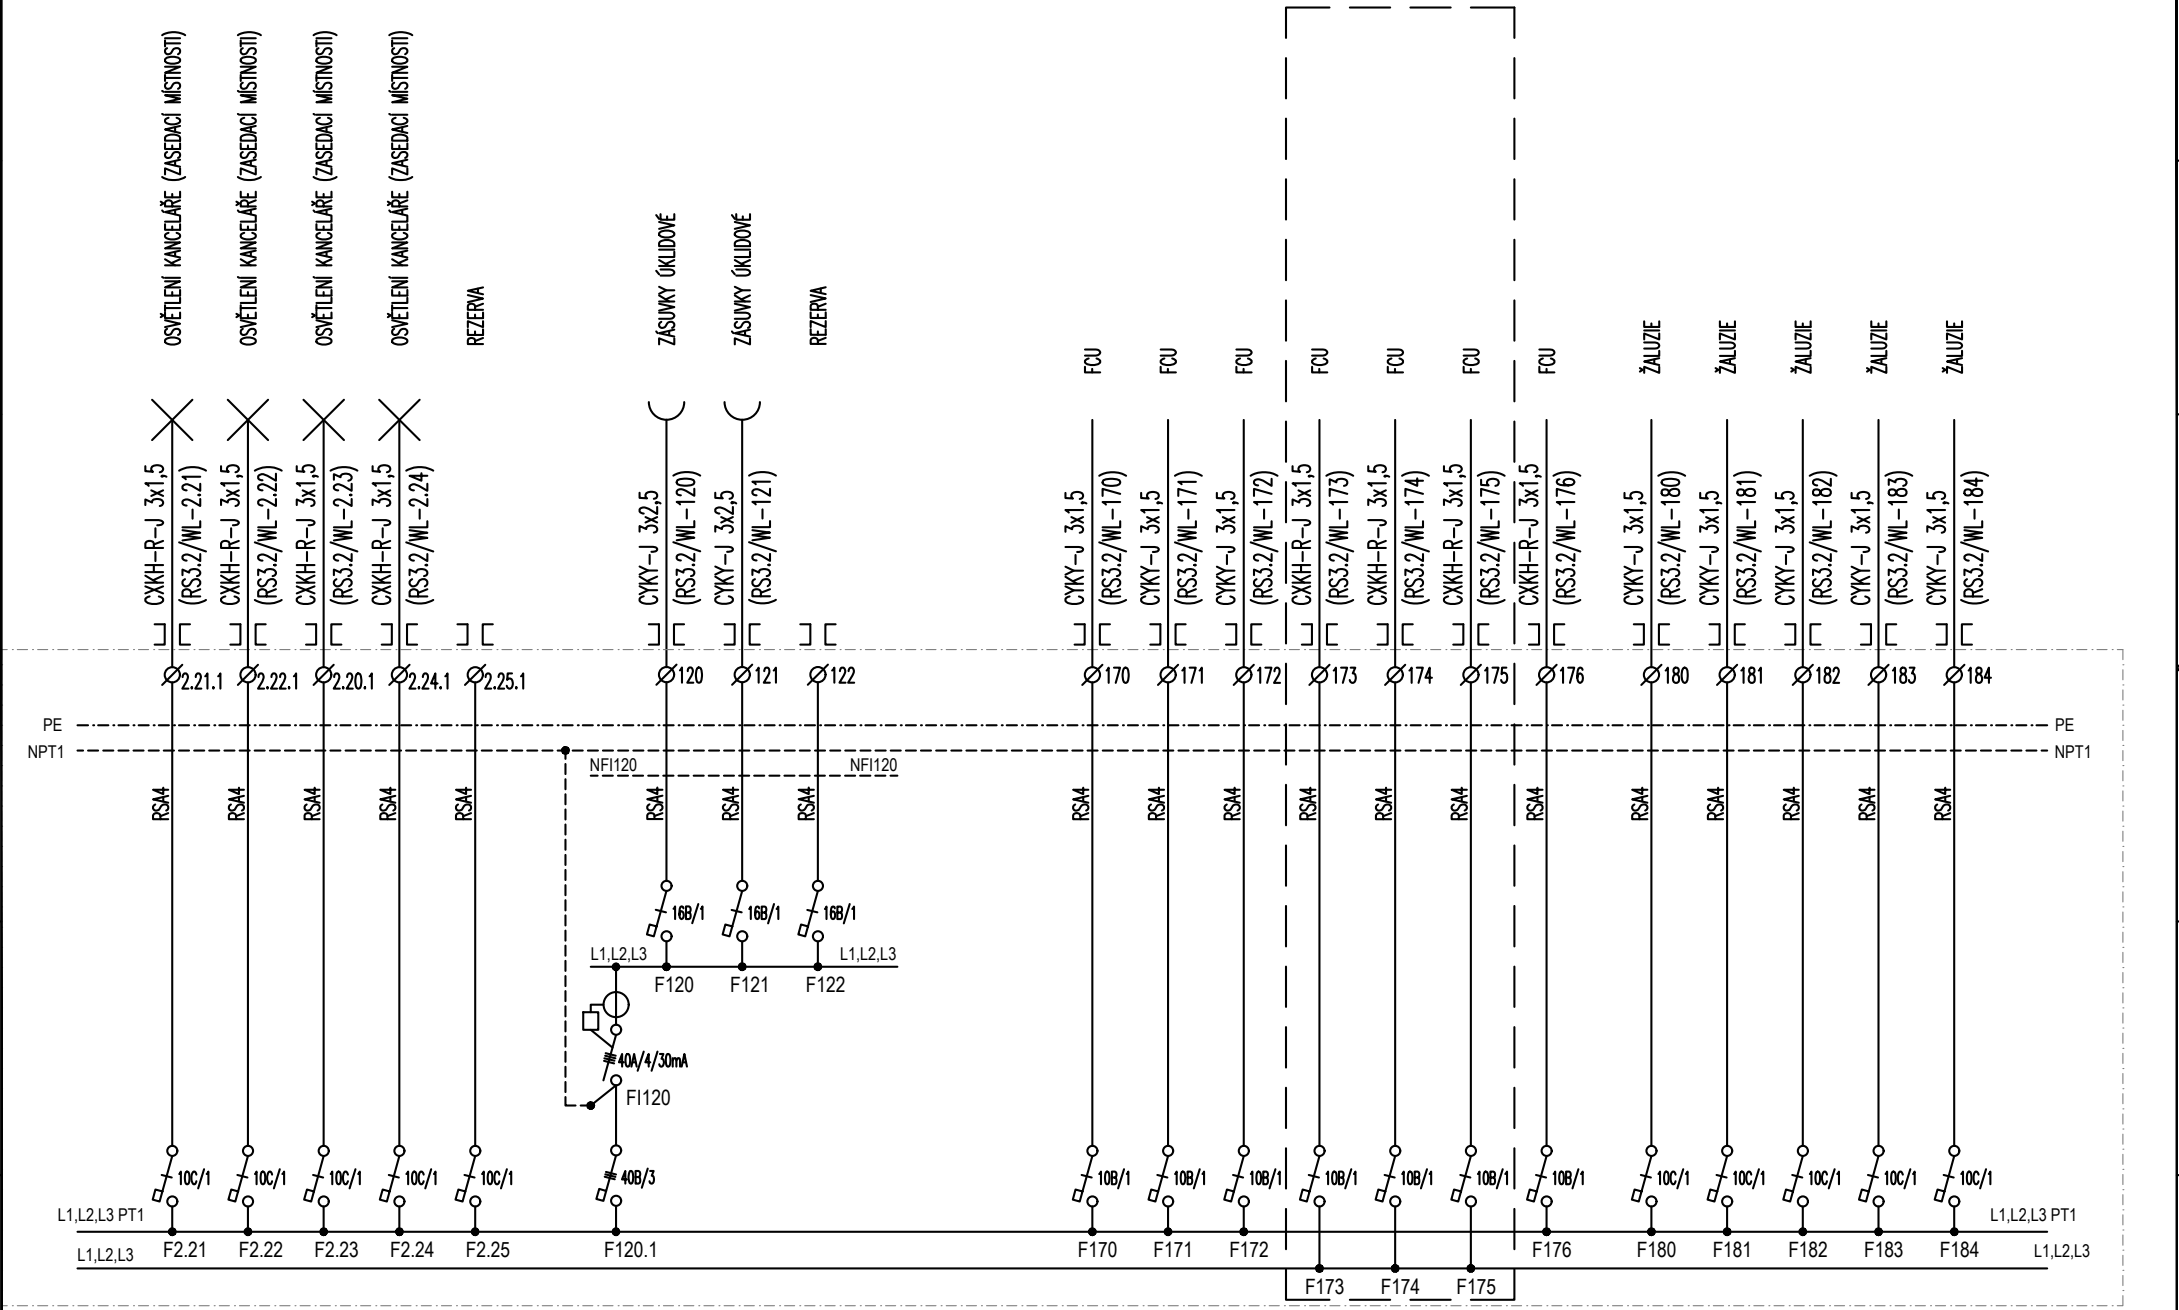 OSVĚTLENÍ KANCELÁŘE (ZASEDACÍ MÍSTNOSTI)
OSVĚTLENÍ KANCELÁŘE (ZASEDACÍ MÍSTNOSTI)
OSVĚTLENÍ KANCELÁŘE (ZASEDACÍ MÍSTNOSTI)
OSVĚTLENÍ KANCELÁŘE (ZASEDACÍ MÍSTNOSTI)
REZERVA
ZÁSUVKY ÚKLIDOVÉ
ZÁSUVKY ÚKLIDOVÉ
REZERVA
FCU
FCU
FCU
FCU
FCU
FCU
FCU
ŽALUZIE
ŽALUZIE
ŽALUZIE
ŽALUZIE
ŽALUZIE
CXKH-R-J 3x1,5
(RS3.2/WL-2.21)
CXKH-R-J 3x1,5
(RS3.2/WL-2.22)
CXKH-R-J 3x1,5
(RS3.2/WL-2.23)
CXKH-R-J 3x1,5
(RS3.2/WL-2.24)
CYKY-J 3x2,5
(RS3.2/WL-120)
CYKY-J 3x2,5
(RS3.2/WL-121)
CYKY-J 3x1,5
(RS3.2/WL-170)
CYKY-J 3x1,5
(RS3.2/WL-171)
CYKY-J 3x1,5
(RS3.2/WL-172)
CXKH-R-J 3x1,5
(RS3.2/WL-173)
CXKH-R-J 3x1,5
(RS3.2/WL-174)
CXKH-R-J 3x1,5
(RS3.2/WL-175)
CXKH-R-J 3x1,5
(RS3.2/WL-176)
CYKY-J 3x1,5
(RS3.2/WL-180)
CYKY-J 3x1,5
(RS3.2/WL-181)
CYKY-J 3x1,5
(RS3.2/WL-182)
CYKY-J 3x1,5
(RS3.2/WL-183)
CYKY-J 3x1,5
(RS3.2/WL-184)
2.21.1 2.22.1 2.20.1 2.24.1 2.25.1 120 121 122 170 171 172 173 174 175 176 180 181 182 183 184
PE PE
NPT1 NPT1
NFI120 NFI120
RSA4 RSA4 RSA4 RSA4 RSA4 RSA4 RSA4 RSA4 RSA4 RSA4 RSA4 RSA4 RSA4 RSA4 RSA4 RSA4 RSA4 RSA4 RSA4 RSA4
16B/1 16B/1 16B/1
L1,L2,L3 L1,L2,L3
F120 F121 F122
40A/4/30mA
FI120
10C/1 10C/1 10C/1 10C/1 10C/1 40B/3 10B/1 10B/1 10B/1 10B/1 10B/1 10B/1 10B/1 10C/1 10C/1 10C/1 10C/1 10C/1
L1,L2,L3 PT1 L1,L2,L3 PT1
F2.21 F2.22 F2.23 F2.24 F2.25 F120.1 F170 F171 F172 F176 F180 F181 F182 F183 F184
L1,L2,L3 L1,L2,L3
F173 F174 F175